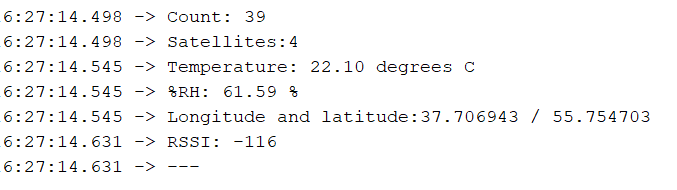 6:27:14.498 -> Count: 39
6:27:14.498 -> Satellites:4
6:27:14.545 -> Temperature: 22.10 degrees C
6:27:14.545 -> %RH: 61.59 %
6:27:14.545 -> Longitude and latitude:37.706943 / 55.754703
6:27:14.631 -> RSSI: -116
6:27:14.631 -> ---